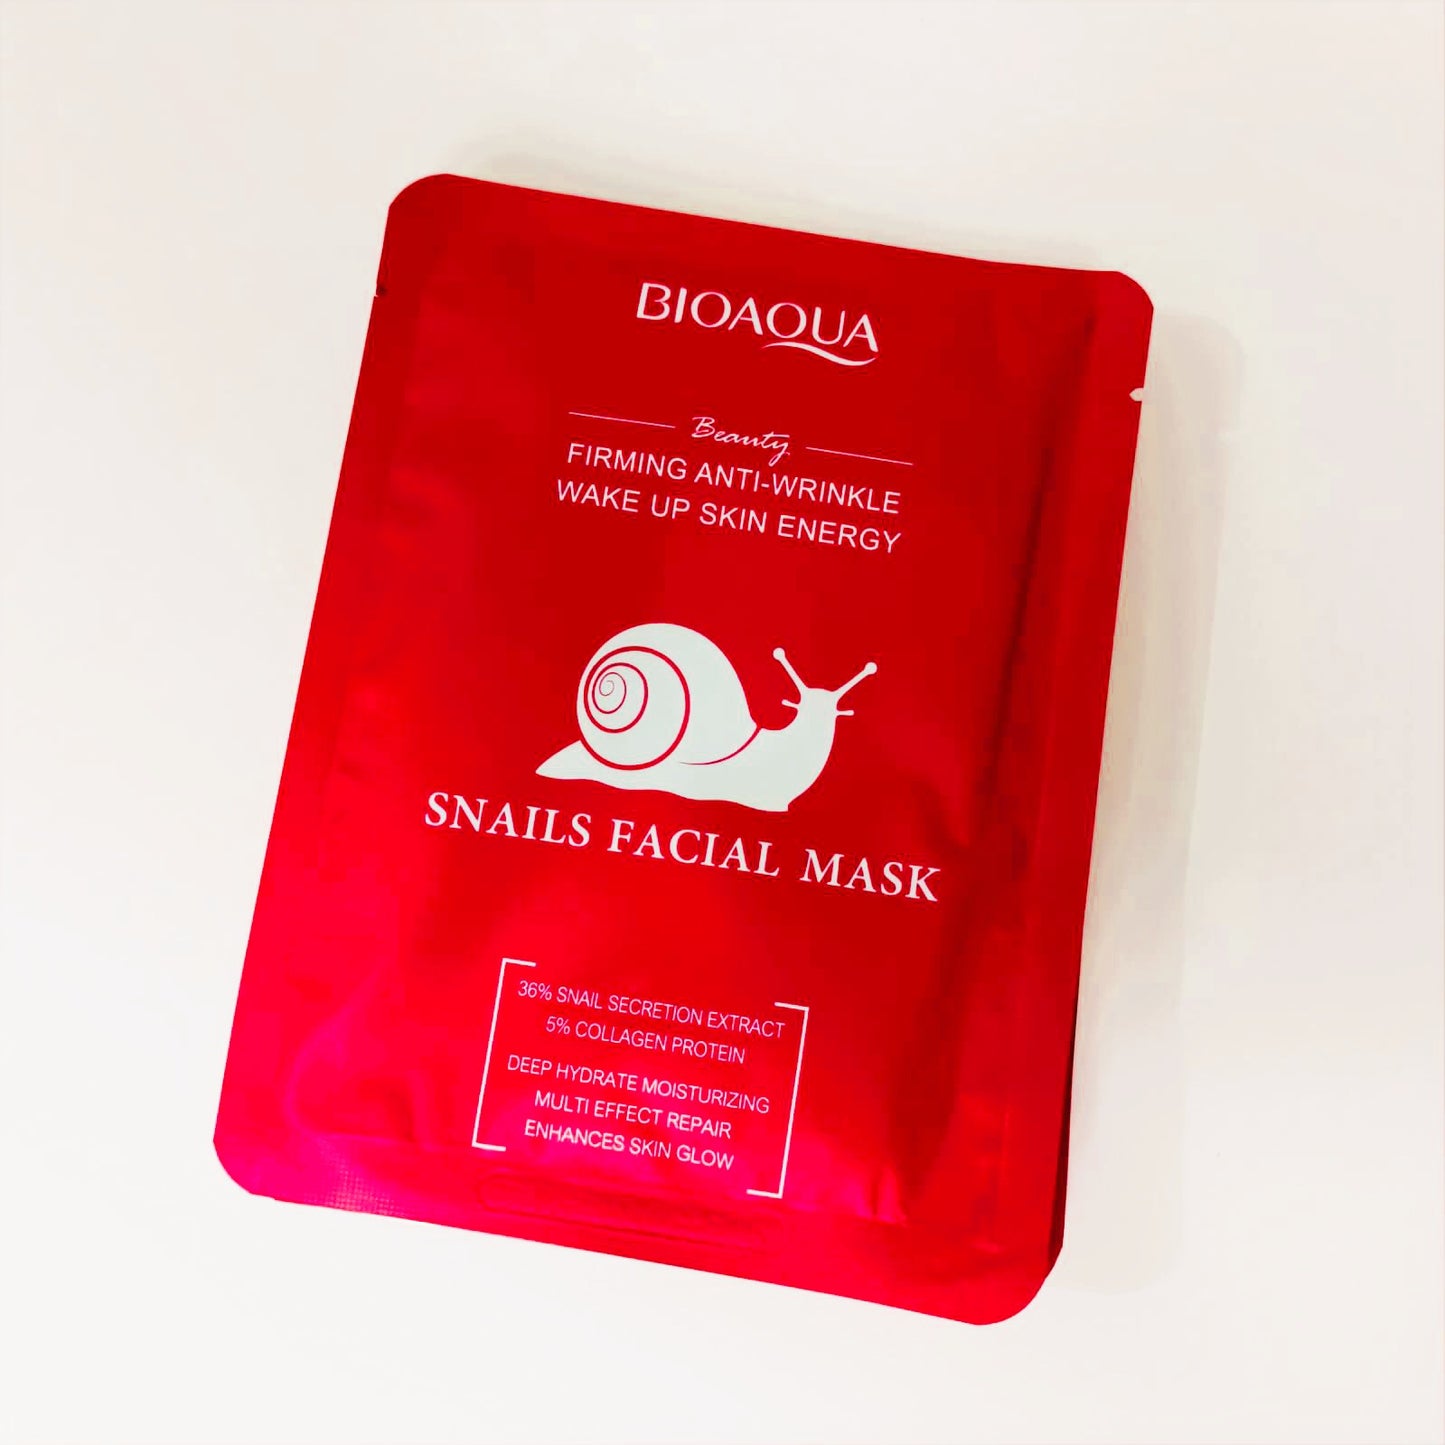 BIOAQUA
Beauty
FIRMING ANTI-WRINKLE
WAKE UP SKIN ENERGY
SNAILS FACIAL MASK
36% SNAIL SECRETION EXTRACT
5% COLLAGEN PROTEIN
DEEP HYDRATE MOISTURIZING
MULTI EFFECT REPAIR
ENHANCES SKIN GLOW